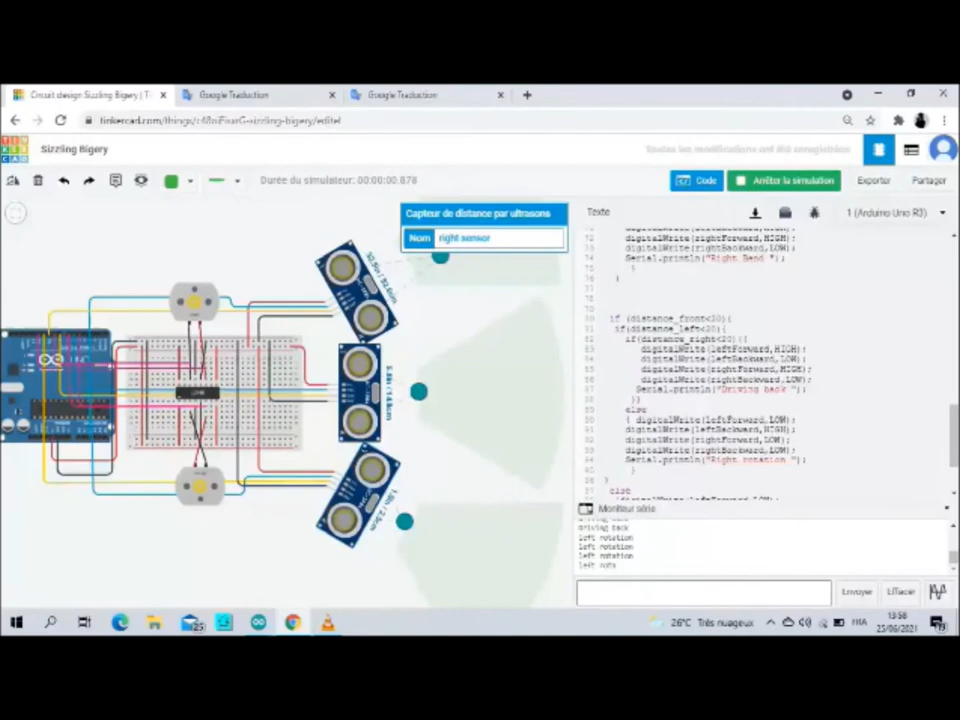 Circuit design Sizzling Bigery | T
Google Traduction
Google Traduction
Sizzling Bigery
Toutes les modifications ont été enregistrées
Durée du simulateur: 00:00:00.878
Code
Arrêter la simulation
Exporter
Partager
Capteur de distance par ultrasons
Nom
right sensor
Texte
1 (Arduino Uno R3)
digitalWrite(rightForward,HIGH);
digitalWrite(rightBackward,LOW);
Serial.println("Right Bend ");
}
}
if (distance_front<20){
if(distance_left<20){
if(distance_right<20){{
digitalWrite(leftForward,HIGH);
digitalWrite(leftBackward,LOW);
digitalWrite(rightForward,HIGH);
digitalWrite(rightBackward,LOW);
Serial.println("Driving back ");
}}
else
{ digitalWrite(leftForward,LOW);
digitalWrite(leftBackward,HIGH);
digitalWrite(rightForward,LOW);
digitalWrite(rightBackward,LOW);
Serial.println("Right rotation ");
}
}
else
Moniteur série
driving back
left rotation
left rotation
left rotation
left rota
Envoyer
Effacer
25
26°C Très nuageux
FRA
13:58
25/06/2021